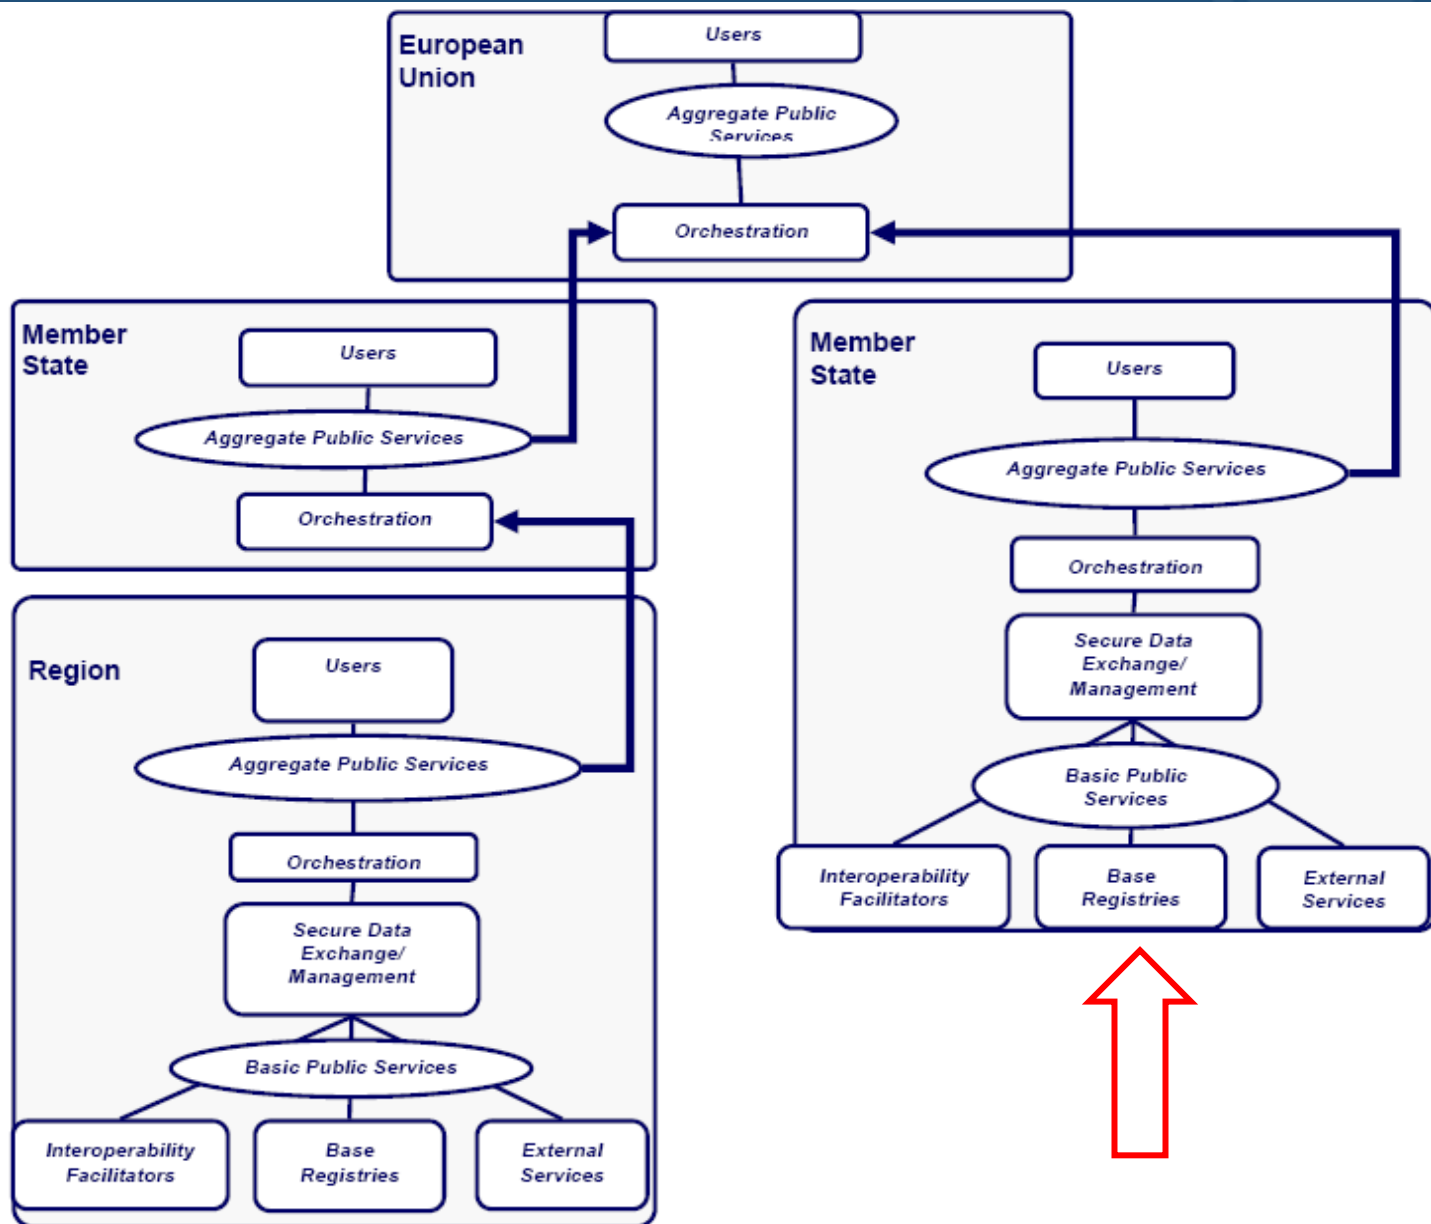 European
Union
Users
Aggregate Public
Services
Orchestration
Member
State
Users
Aggregate Public Services
Orchestration
Region
Users
Aggregate Public Services
Orchestration
Secure Data
Exchange/
Management
Basic Public Services
Interoperability
Facilitators
Base
Registries
External
Services
Member
State
Users
Aggregate Public Services
Orchestration
Secure Data
Exchange/
Management
Basic Public
Services
Interoperability
Facilitators
Base
Registries
External
Services